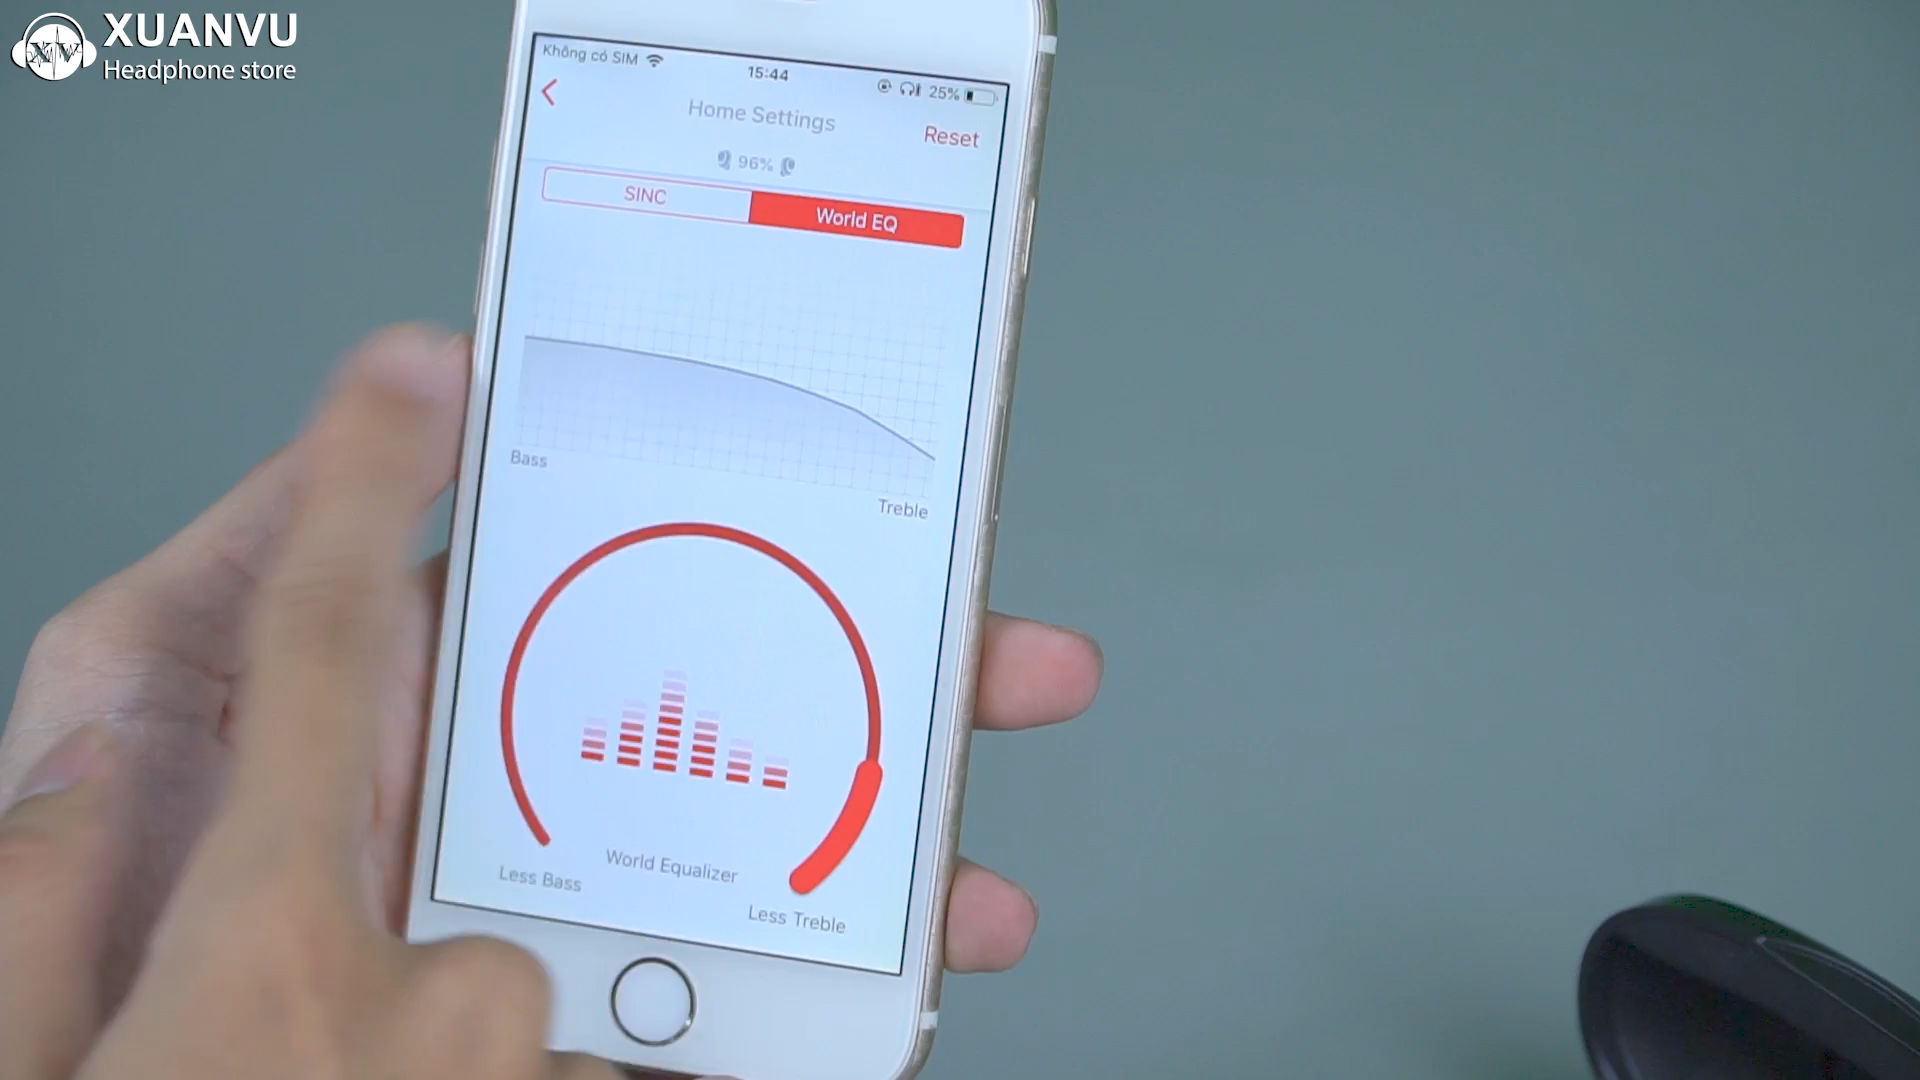 XUANVU
Headphone store
Không có SIM
15:44
25%
Home Settings
Reset
96%
SINC
World EQ
Bass
Treble
World Equalizer
Less Bass
Less Treble